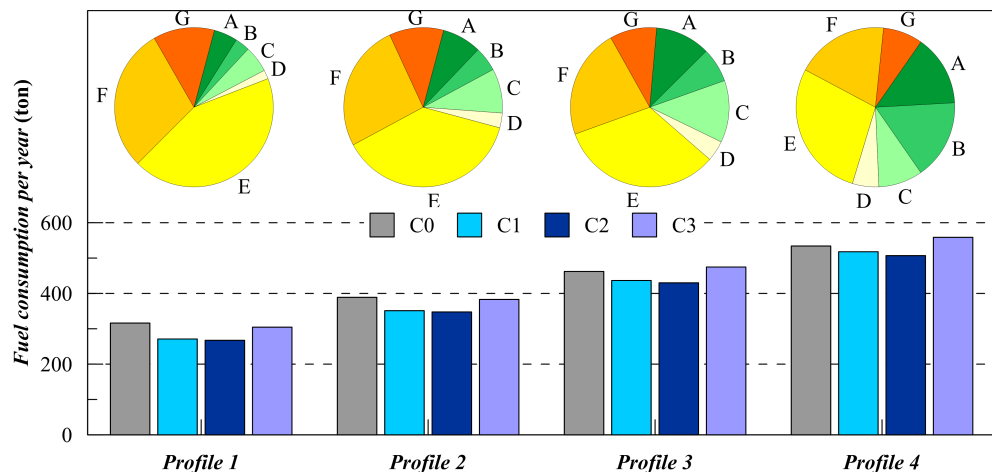 G A B C D E F
G A B C D E F
G A B C D E F
G A B C D E F
Fuel consumption per year (ton)
C0 C1 C2 C3
600
400
200
0
Profile 1 Profile 2 Profile 3 Profile 4